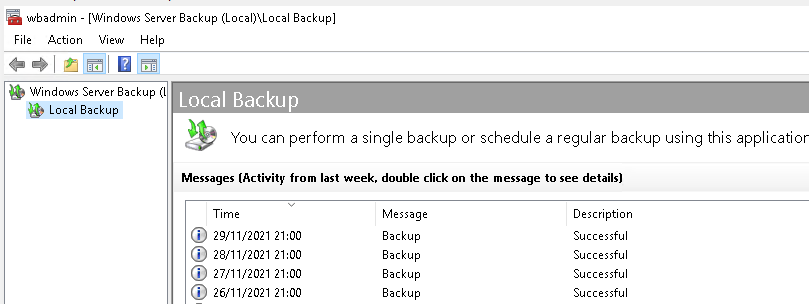 wbadmin - [Windows Server Backup (Local)\Local Backup]
File Action View Help
Windows Server Backup (L
Local Backup
Local Backup
You can perform a single backup or schedule a regular backup using this application
Messages (Activity from last week, double click on the message to see details)
Time Message Description
29/11/2021 21:00 Backup Successful
28/11/2021 21:00 Backup Successful
27/11/2021 21:00 Backup Successful
26/11/2021 21:00 Backup Successful